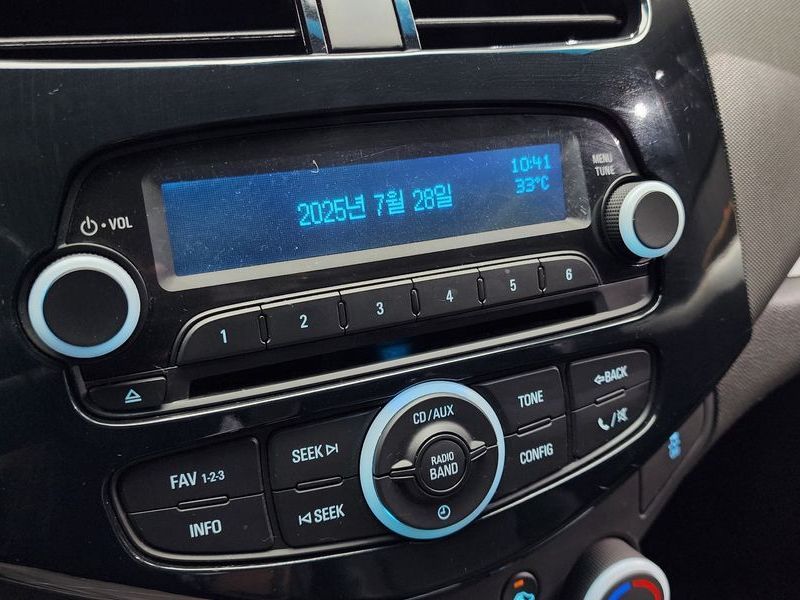 10:41
33°C
2025년 7월 28일
MENU
TUNE
VOL
1 2 3 4 5 6
FAV 1-2-3
INFO
SEEK
SEEK
CD/AUX
RADIO
BAND
TONE
CONFIG
BACK